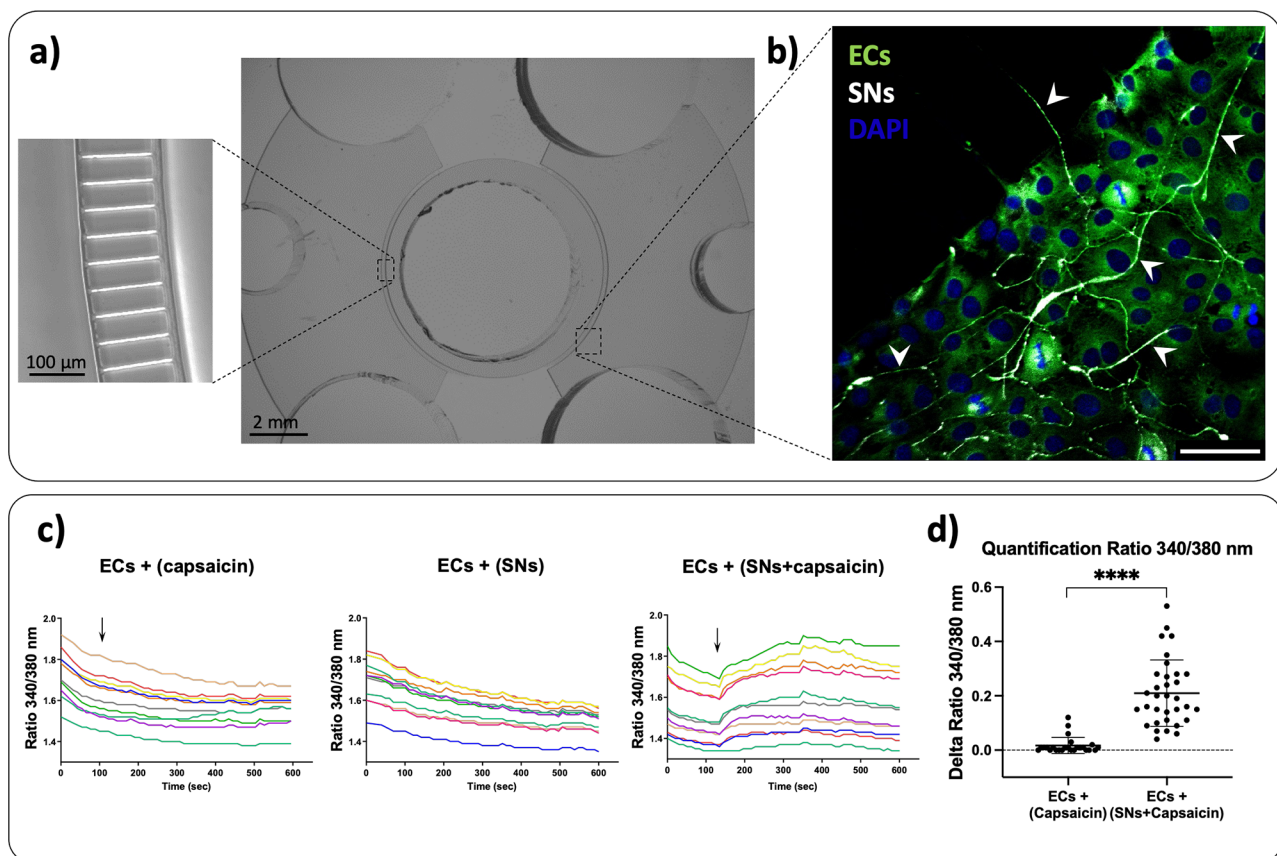 a)
100 µm
2 mm
b)
ECs
SNs
DAPI
c)
ECs + (capsaicin)
Ratio 340/380 nm
2.0
1.8
1.6
1.4
0 100 200 300 400 500 600
Time (sec)
ECs + (SNs)
Ratio 340/380 nm
2.0
1.8
1.6
1.4
0 100 200 300 400 500 600
Time (sec)
ECs + (SNs+capsaicin)
Ratio 340/380 nm
2.0
1.8
1.6
1.4
0 100 200 300 400 500 600
Time (sec)
d)
Quantification Ratio 340/380 nm
****
Delta Ratio 340/380 nm
0.6
0.4
0.2
0.0
ECs + ECs +
(Capsaicin) (SNs+Capsaicin)